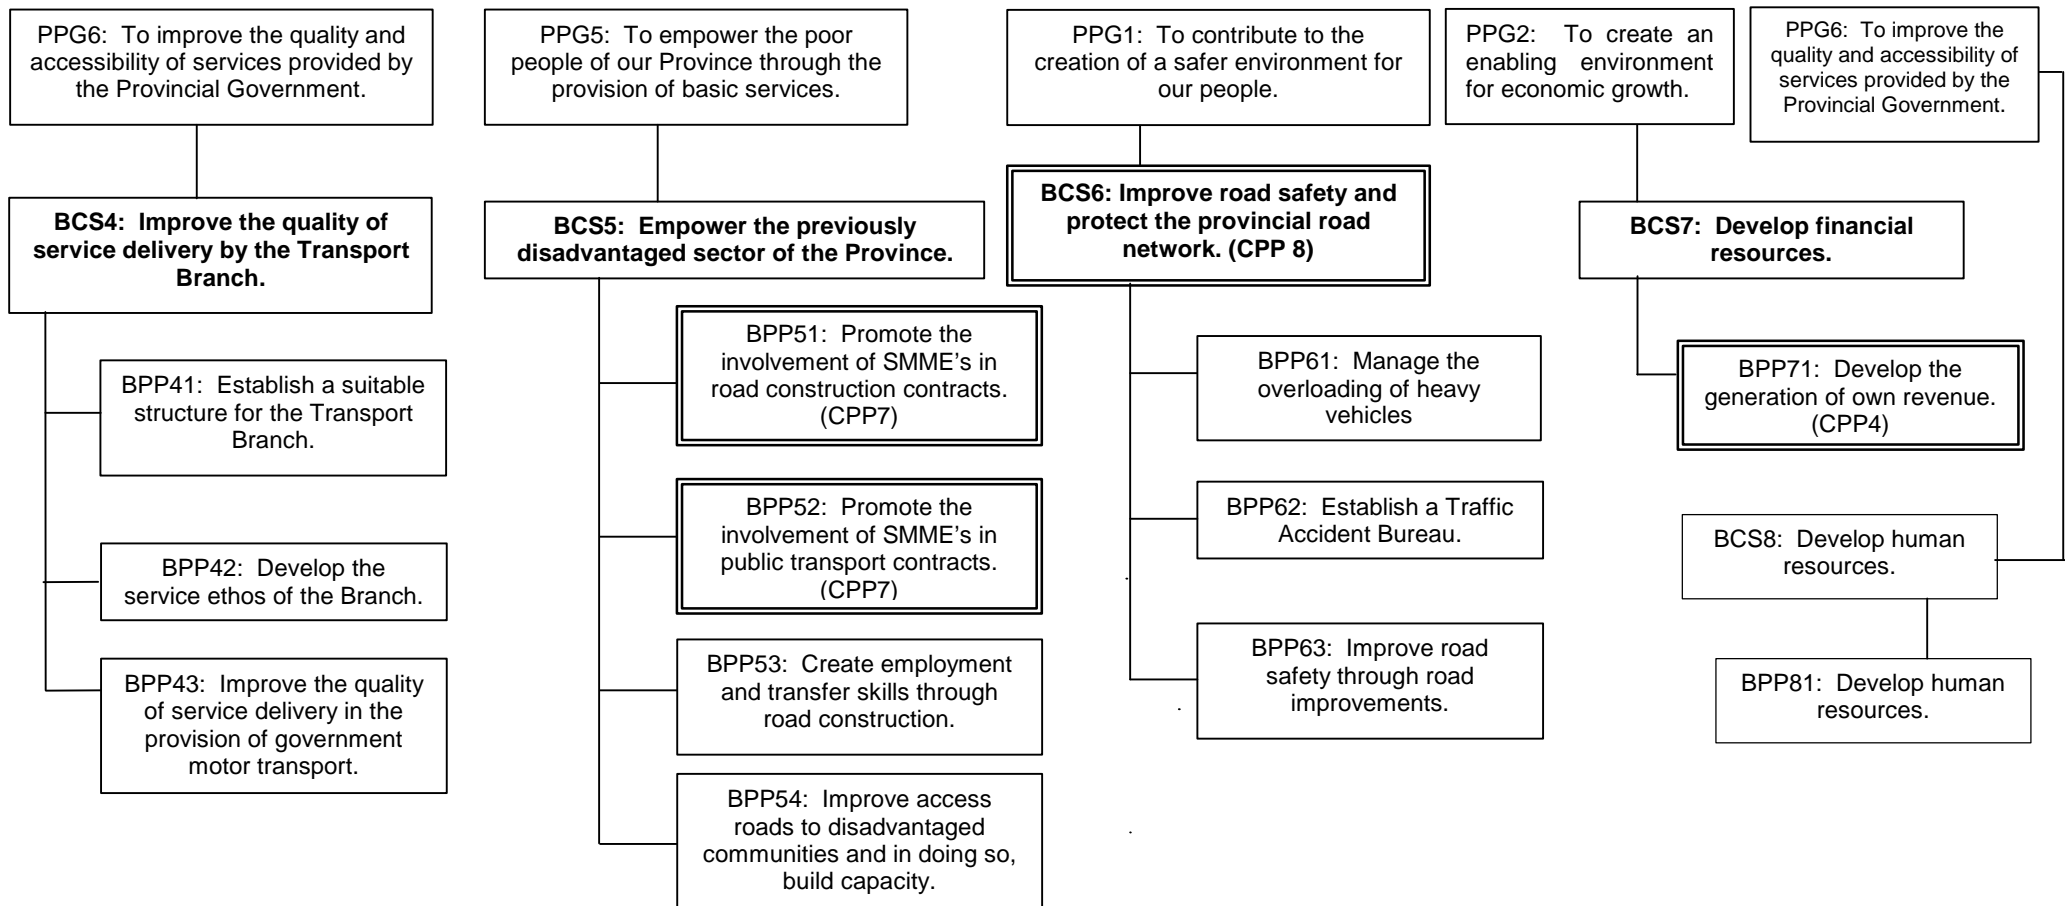 PPG6: To improve the quality and
accessibility of services provided by
the Provincial Government.
PPG5: To empower the poor
people of our Province through the
provision of basic services.
PPG1: To contribute to the
creation of a safer environment for
our people.
PPG2: To create an
enabling environment
for economic growth.
PPG6: To improve the
quality and accessibility of
services provided by the
Provincial Government.
BCS4: Improve the quality of
service delivery by the Transport
Branch.
BCS5: Empower the previously
disadvantaged sector of the Province.
BCS6: Improve road safety and
protect the provincial road
network. (CPP 8)
BCS7: Develop financial
resources.
BPP41: Establish a suitable
structure for the Transport
Branch.
BPP42: Develop the
service ethos of the Branch.
BPP43: Improve the quality
of service delivery in the
provision of government
motor transport.
BPP51: Promote the
involvement of SMME's in
road construction contracts.
(CPP7)
BPP52: Promote the
involvement of SMME's in
public transport contracts.
(CPP7)
BPP53: Create employment
and transfer skills through
road construction.
BPP54: Improve access
roads to disadvantaged
communities and in doing so,
build capacity.
BPP61: Manage the
overloading of heavy
vehicles
BPP62: Establish a Traffic
Accident Bureau.
BPP63: Improve road
safety through road
improvements.
BPP71: Develop the
generation of own revenue.
(CPP4)
BCS8: Develop human
resources.
BPP81: Develop human
resources.